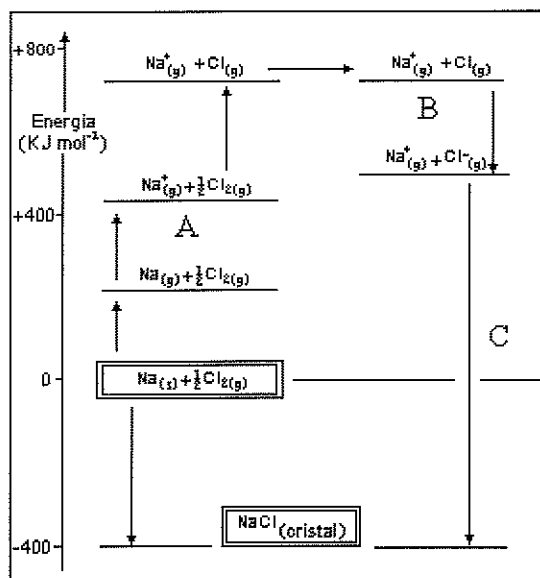 +800
Na⁺(g) + Cl(g)
Na⁺(g) + Cl(g)
Energia
(KJ mol⁻¹)
B
Na⁺(g) + Cl⁻(g)
Na⁺(g) + ½Cl₂(g)
+400
A
Na(g) + ½Cl₂(g)
C
0
Na(s) + ½Cl₂(g)
NaCl(cristal)
-400